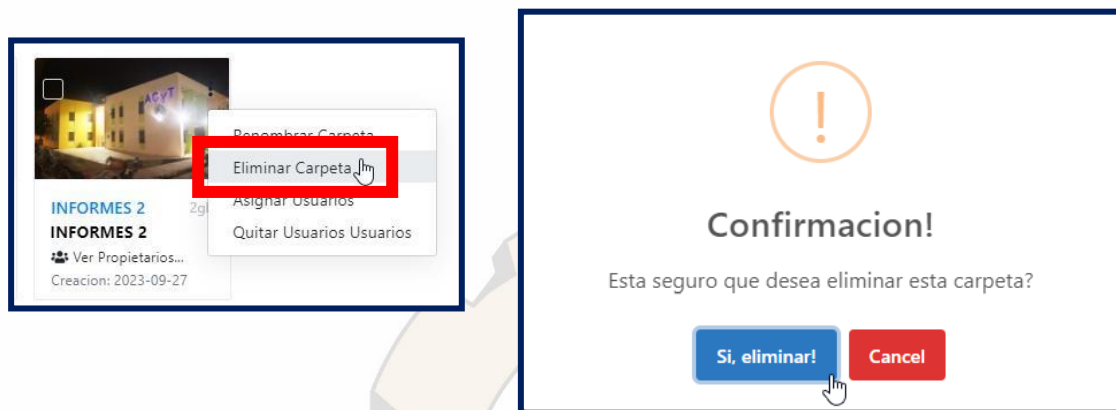 AGVT
Renombrar Carpeta
Eliminar Carpeta
Asignar Usuarios
Quitar Usuarios Usuarios
INFORMES 2
INFORMES 2
Ver Propietarios...
Creacion: 2023-09-27
!
Confirmacion!
Esta seguro que desea eliminar esta carpeta?
Si, eliminar!
Cancel